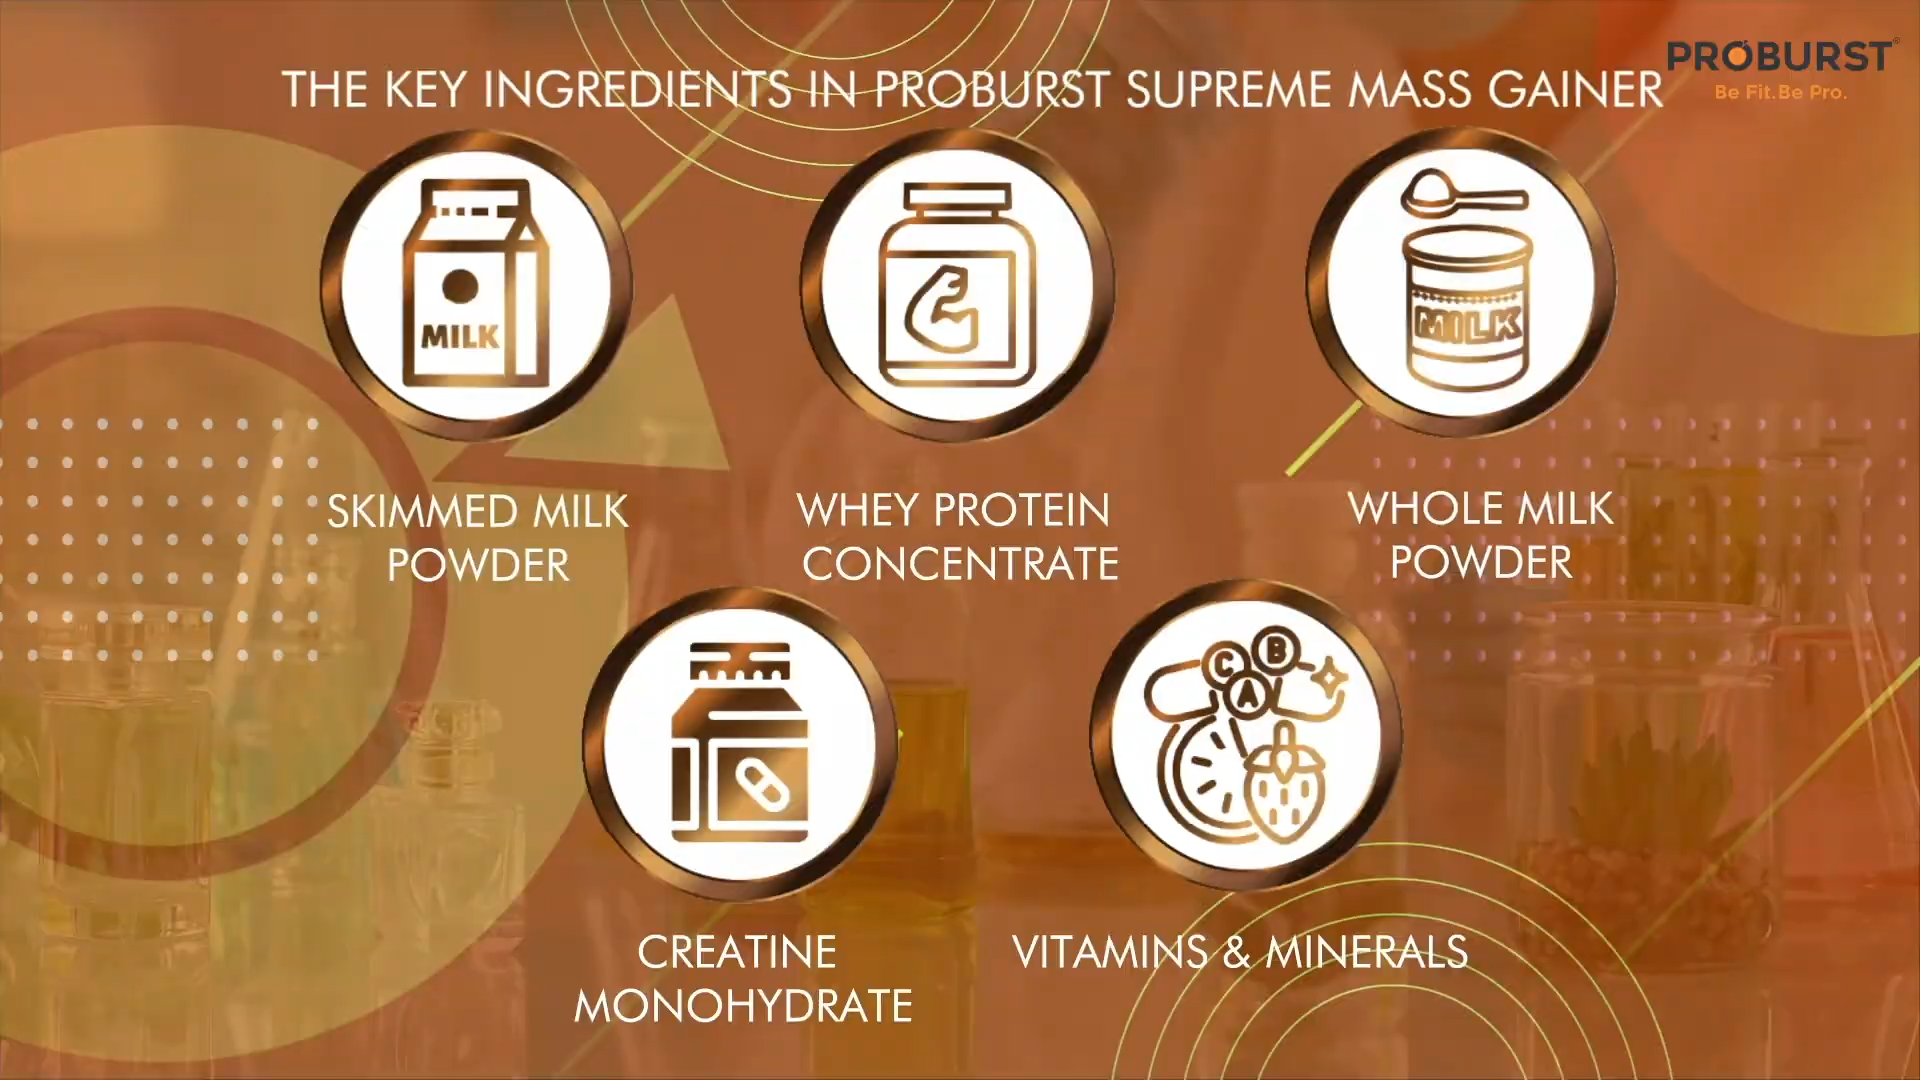 THE KEY INGREDIENTS IN PROBURST SUPREME MASS GAINER
PROBURST®
Be Fit.Be Pro.
MILK
MILK
SKIMMED MILK
POWDER
WHEY PROTEIN
CONCENTRATE
WHOLE MILK
POWDER
C B
A
CREATINE
MONOHYDRATE
VITAMINS & MINERALS